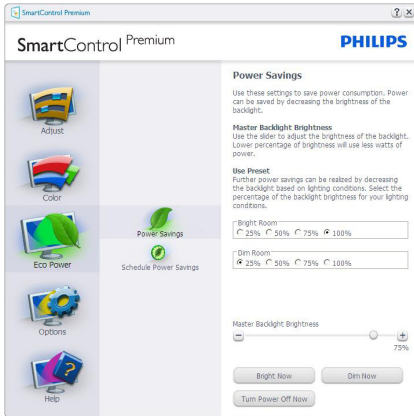 SmartControl Premium
SmartControl Premium
PHILIPS
Adjust
Color
Eco Power
Options
Help
Power Savings
Schedule Power Savings
Power Savings
Use these settings to save power consumption. Power
can be saved by decreasing the brightness of the
backlight.
Master Backlight Brightness
Use the slider to adjust the brightness of the backlight.
Lower percentage of brightness will use less watts of
power.
Use Preset
Further power savings can be realized by decreasing
the backlight based on lighting conditions. Select the
percentage of the backlight brightness for your lighting
conditions.
Bright Room
25% 50% 75% 100%
Dim Room
25% 50% 75% 100%
Master Backlight Brightness
75%
Bright Now Dim Now
Turn Power Off Now